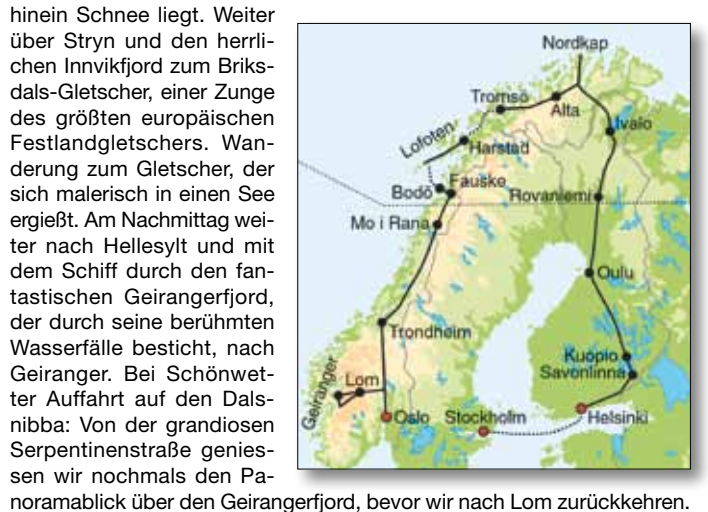 hinein Schnee liegt. Weiter
über Stryn und den herrli-
chen Innvikfjord zum Briks-
dals-Gletscher, einer Zunge
des größten europäischen
Festlandgletschers. Wan-
derung zum Gletscher, der
sich malerisch in einen See
ergießt. Am Nachmittag wei-
ter nach Hellesylt und mit
dem Schiff durch den fan-
tastischen Geirangerfjord,
der durch seine berühmten
Wasserfälle besticht, nach
Geiranger. Bei Schönwet-
ter Auffahrt auf den Dals-
nibba: Von der grandiosen
Serpentinenstraße genies-
sen wir nochmals den Pa-
noramablick über den Geirangerfjord, bevor wir nach Lom zurückkehren.
Nordkap
Tromsö
Alta
Ivalo
Lofoten
Harstad
Bodö
Fauske
Rovaniemi
Mo i Rana
Oulu
Trondheim
Kuopio
Savonlinna
Geiranger
Lom
Oslo
Stockholm
Helsinki